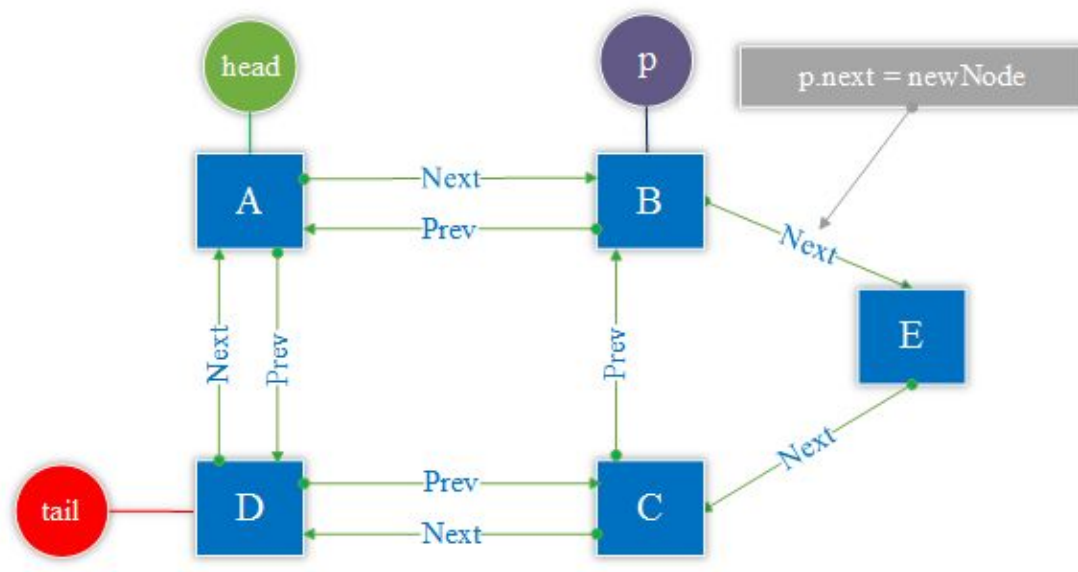 head
p
p.next = newNode
A
Next
B
Prev
Next
Next
Prev
Prev
E
Next
tail
D
Prev
C
Next